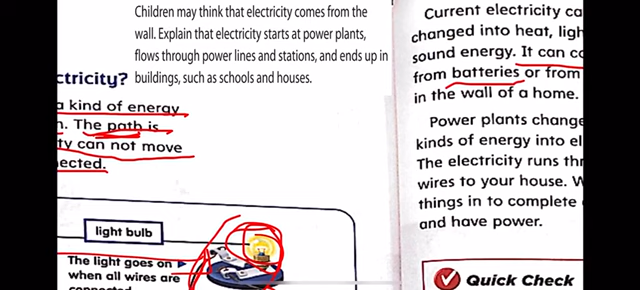 Children may think that electricity comes from the
wall. Explain that electricity starts at power plants,
flows through power lines and stations, and ends up in
buildings, such as schools and houses.
ctricity?
a kind of energy
n. The path is
ty can not move
ected.
light bulb
The light goes on
when all wires are
connected
Current electricity ca
changed into heat, ligh
sound energy. It can co
from batteries or from
in the wall of a home.
Power plants change
kinds of energy into el
The electricity runs thr
wires to your house. W
things in to complete
and have power.
Quick Check